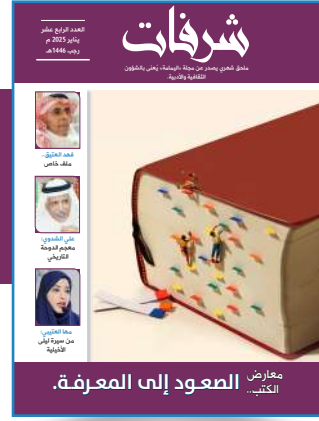 العدد الرابع عشر
يناير 2025 م
رجب 1446هـ
شرفات
ملحق شهري يصدر عن مجلة «اليمامة» يُعنى بالشؤون
الثقافية والأدبية.
فهد العتيق..
ملف خاص
علي الشدوي:
معجم الدوحة
التاريخي
مها العتيبي:
من سيرة ليلى
الأخيلية
معارض
الكتب..
الصعود إلى المعرفة.